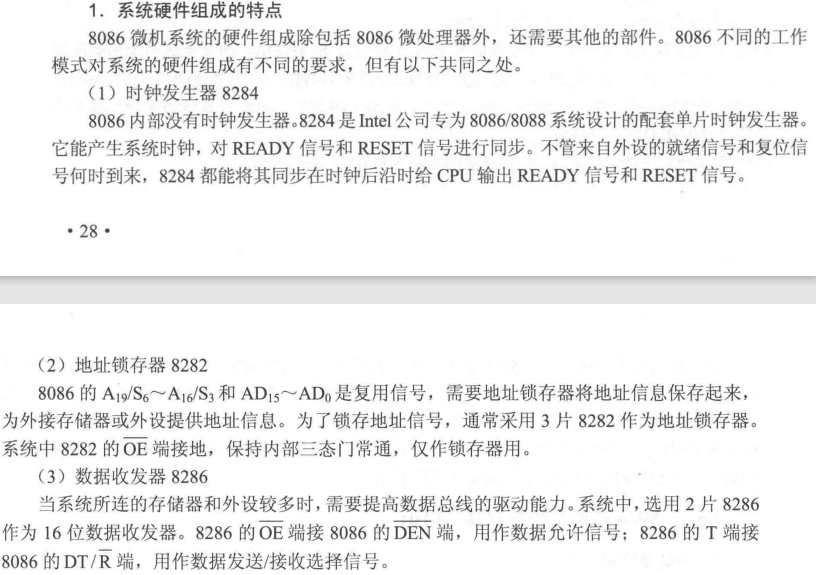 1．系统硬件组成的特点
8086 微机系统的硬件组成除包括 8086 微处理器外，还需要其他的部件。8086 不同的工作
模式对系统的硬件组成有不同的要求，但有以下共同之处。
（1）时钟发生器 8284
8086 内部没有时钟发生器。8284 是 Intel 公司专为 8086/8088 系统设计的配套单片时钟发生器。
它能产生系统时钟，对 READY 信号和 RESET 信号进行同步。不管来自外设的就绪信号和复位信
号何时到来，8284 都能将其同步在时钟后沿时给 CPU 输出 READY 信号和 RESET 信号。
• 28 •
（2）地址锁存器 8282
8086 的 A₁₉/S₆～A₁₆/S₃ 和 AD₁₅～AD₀ 是复用信号，需要地址锁存器将地址信息保存起来，
为外接存储器或外设提供地址信息。为了锁存地址信号，通常采用 3 片 8282 作为地址锁存器。
系统中 8282 的 O̅E̅ 端接地，保持内部三态门常通，仅作锁存器用。
（3）数据收发器 8286
当系统所连的存储器和外设较多时，需要提高数据总线的驱动能力。系统中，选用 2 片 8286
作为 16 位数据收发器。8286 的 O̅E̅ 端接 8086 的 D̅E̅N̅ 端，用作数据允许信号；8286 的 T 端接
8086 的 DT / R̅ 端，用作数据发送/接收选择信号。